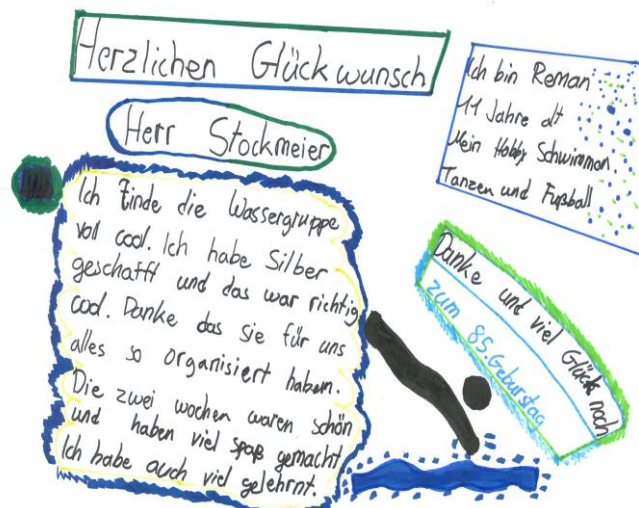 Herzlichen Glückwunsch
Herr Stockmeier
Ich bin Reman
11 Jahre alt
Mein Hobby Schwimman.
Tanzen und Fußball
Ich Finde die Wassergruppe
voll cool. Ich habe Silber
geschafft und das war richtig
cool. Danke das sie für uns
alles so organisiert haben.
Die zwei wochen waren schön
und haben viel spaß gemacht
Ich habe auch viel gelehrnt.
Danke und viel Glück noch
zum 85. Geburstag